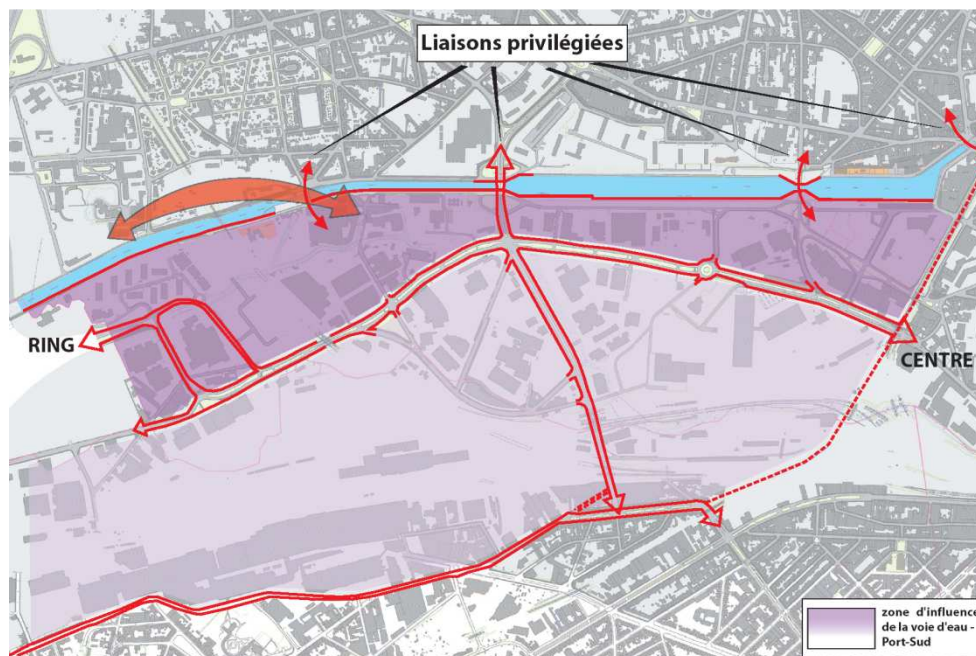 Liaisons privilégiées
RING
CENTRE
zone d'influence
de la voie d'eau -
Port-Sud